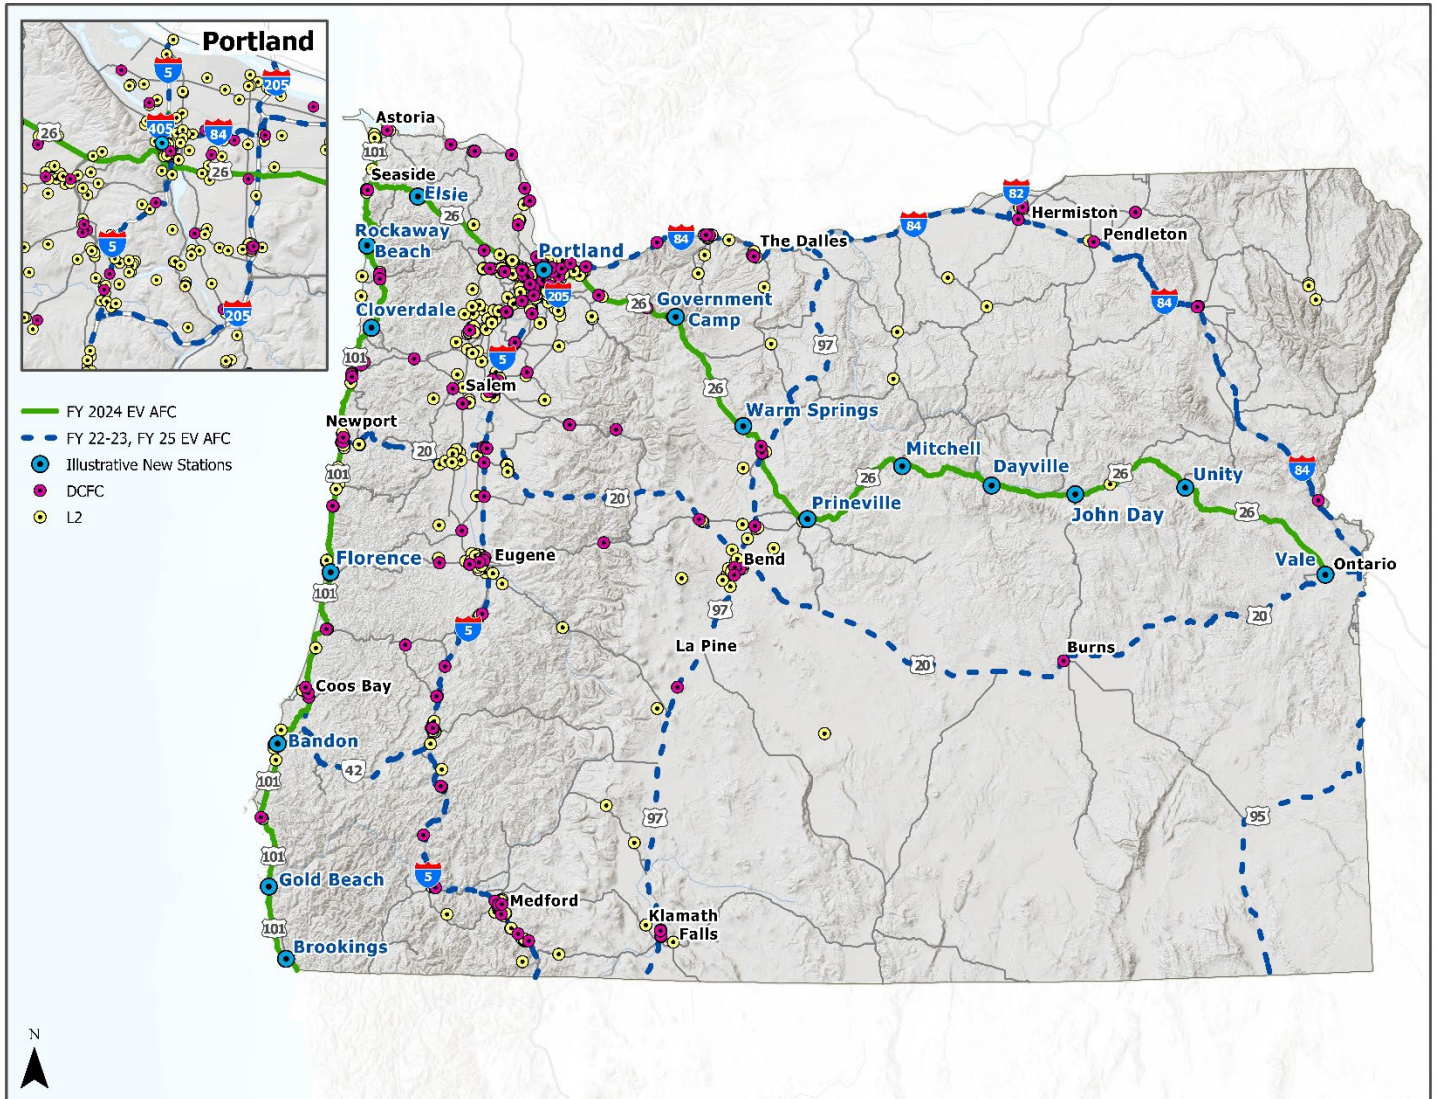 Portland
5
205
26
405
84
26
5
205
FY 2024 EV AFC
FY 22-23, FY 25 EV AFC
Illustrative New Stations
DCFC
L2
N
Astoria
101
Seaside
Elsie
26
Rockaway
Beach
Portland
84
The Dalles
84
82
Hermiston
Pendleton
84
205
Cloverdale
26
Government
Camp
97
101
5
Salem
26
Warm Springs
Newport
20
101
20
Mitchell
26
Dayville
26
Unity
84
Prineville
John Day
26
Florence
Eugene
Bend
Vale
Ontario
101
97
5
La Pine
20
Burns
20
Coos Bay
Bandon
42
101
97
95
101
5
Gold Beach
Medford
Klamath
Falls
101
Brookings